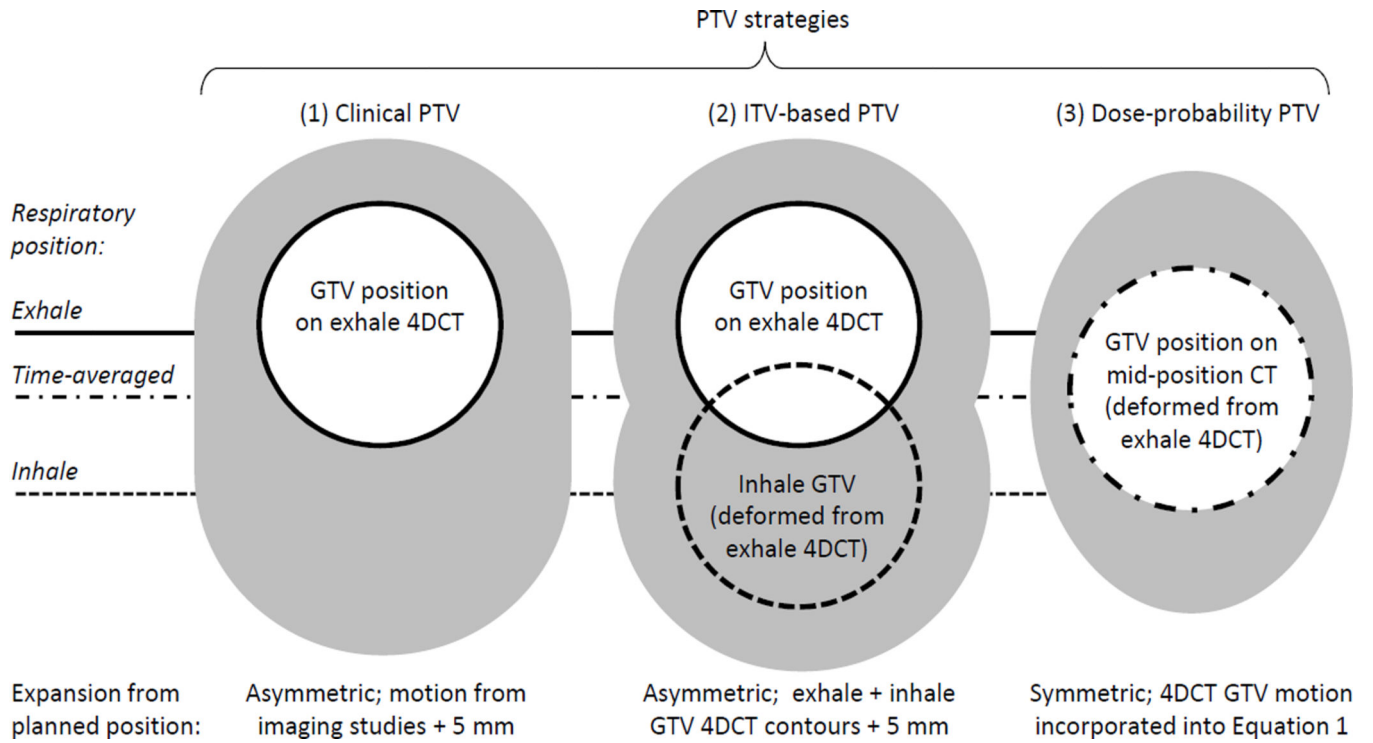 PTV strategies
(1) Clinical PTV
(2) ITV-based PTV
(3) Dose-probability PTV
Respiratory
position:
Exhale
Time-averaged
Inhale
GTV position
on exhale 4DCT
GTV position
on exhale 4DCT
Inhale GTV
(deformed from
exhale 4DCT)
GTV position on
mid-position CT
(deformed from
exhale 4DCT)
Expansion from
planned position:
Asymmetric; motion from
imaging studies + 5 mm
Asymmetric; exhale + inhale
GTV 4DCT contours + 5 mm
Symmetric; 4DCT GTV motion
incorporated into Equation 1